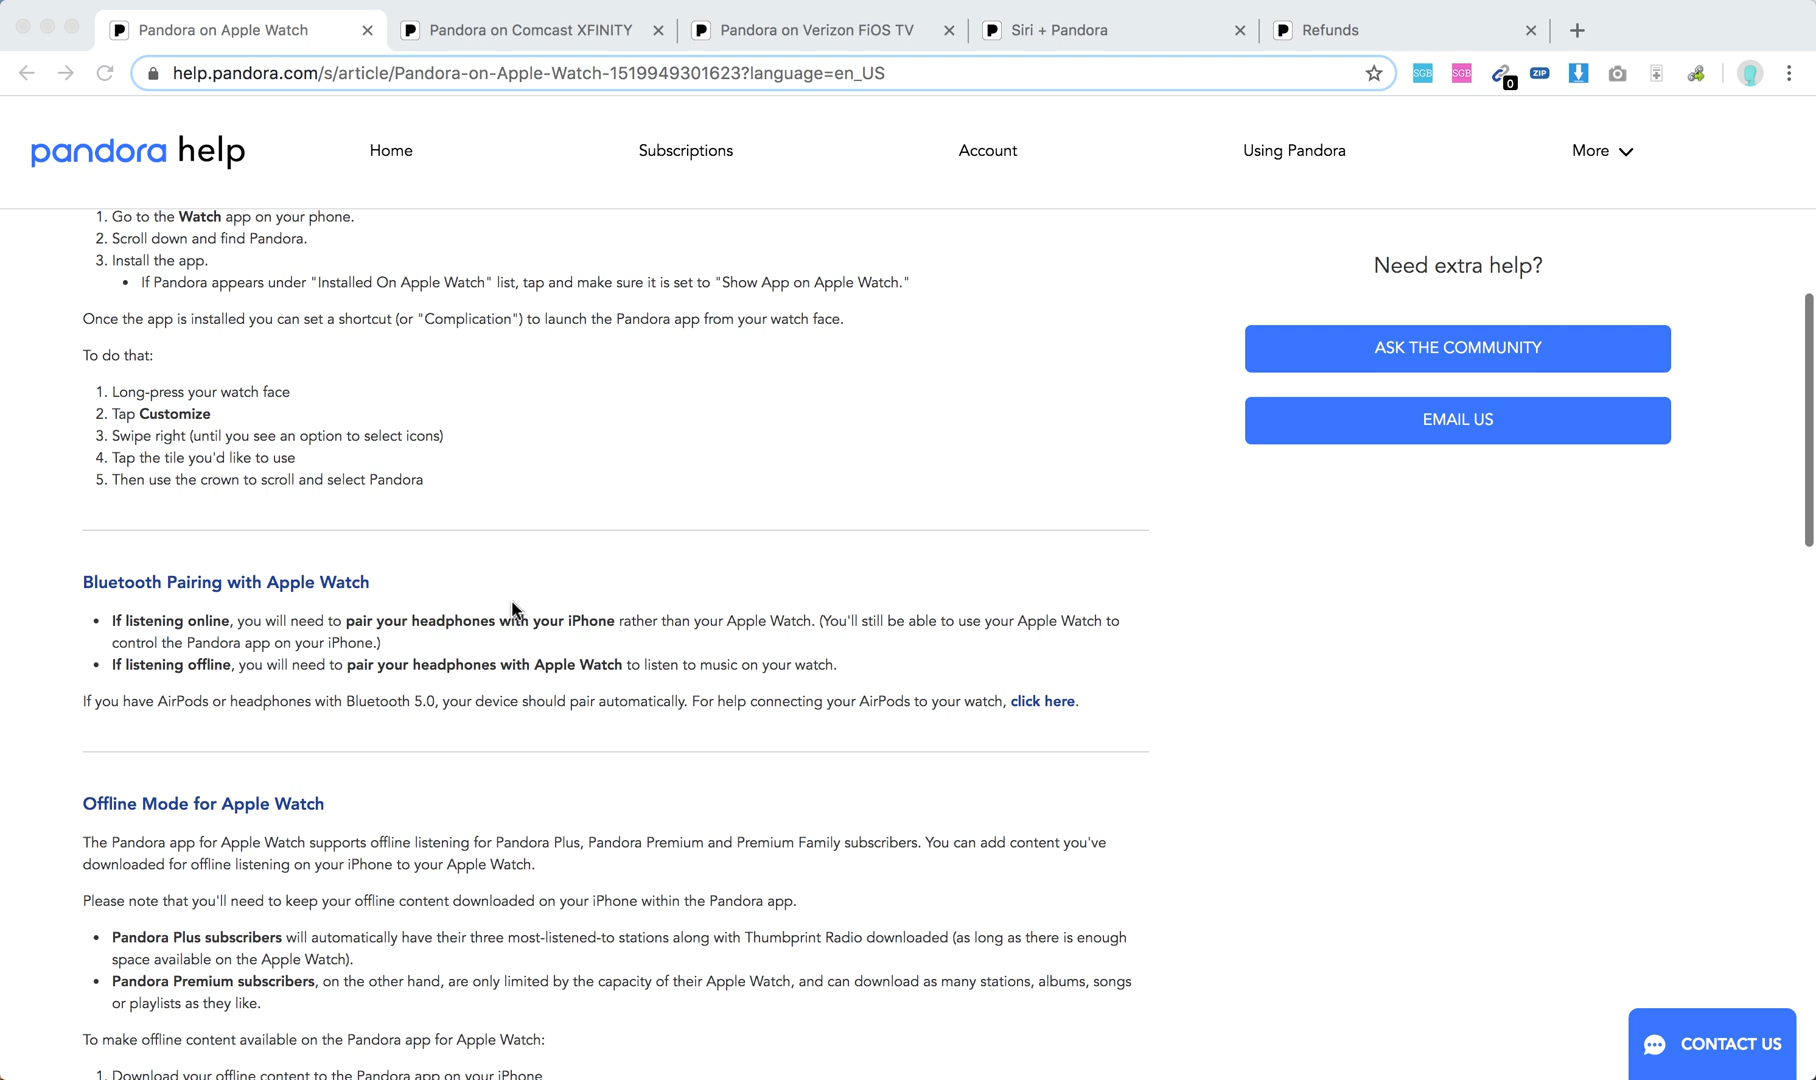 Pandora on Apple Watch
Pandora on Comcast XFINITY
Pandora on Verizon FiOS TV
Siri + Pandora
Refunds
help.pandora.com/s/article/Pandora-on-Apple-Watch-1519949301623?language=en_US
SGB
SGB
0
ZIP
pandora help
Home
Subscriptions
Account
Using Pandora
More
1. Go to the Watch app on your phone.
2. Scroll down and find Pandora.
3. Install the app.
• If Pandora appears under "Installed On Apple Watch" list, tap and make sure it is set to "Show App on Apple Watch."
Once the app is installed you can set a shortcut (or "Complication") to launch the Pandora app from your watch face.
To do that:
1. Long-press your watch face
2. Tap Customize
3. Swipe right (until you see an option to select icons)
4. Tap the tile you'd like to use
5. Then use the crown to scroll and select Pandora
Bluetooth Pairing with Apple Watch
• If listening online, you will need to pair your headphones with your iPhone rather than your Apple Watch. (You'll still be able to use your Apple Watch to
control the Pandora app on your iPhone.)
• If listening offline, you will need to pair your headphones with Apple Watch to listen to music on your watch.
If you have AirPods or headphones with Bluetooth 5.0, your device should pair automatically. For help connecting your AirPods to your watch, click here.
Offline Mode for Apple Watch
The Pandora app for Apple Watch supports offline listening for Pandora Plus, Pandora Premium and Premium Family subscribers. You can add content you've
downloaded for offline listening on your iPhone to your Apple Watch.
Please note that you'll need to keep your offline content downloaded on your iPhone within the Pandora app.
• Pandora Plus subscribers will automatically have their three most-listened-to stations along with Thumbprint Radio downloaded (as long as there is enough
space available on the Apple Watch).
• Pandora Premium subscribers, on the other hand, are only limited by the capacity of their Apple Watch, and can download as many stations, albums, songs
or playlists as they like.
To make offline content available on the Pandora app for Apple Watch:
1. Download your offline content to the Pandora app on your iPhone
Need extra help?
ASK THE COMMUNITY
EMAIL US
CONTACT US